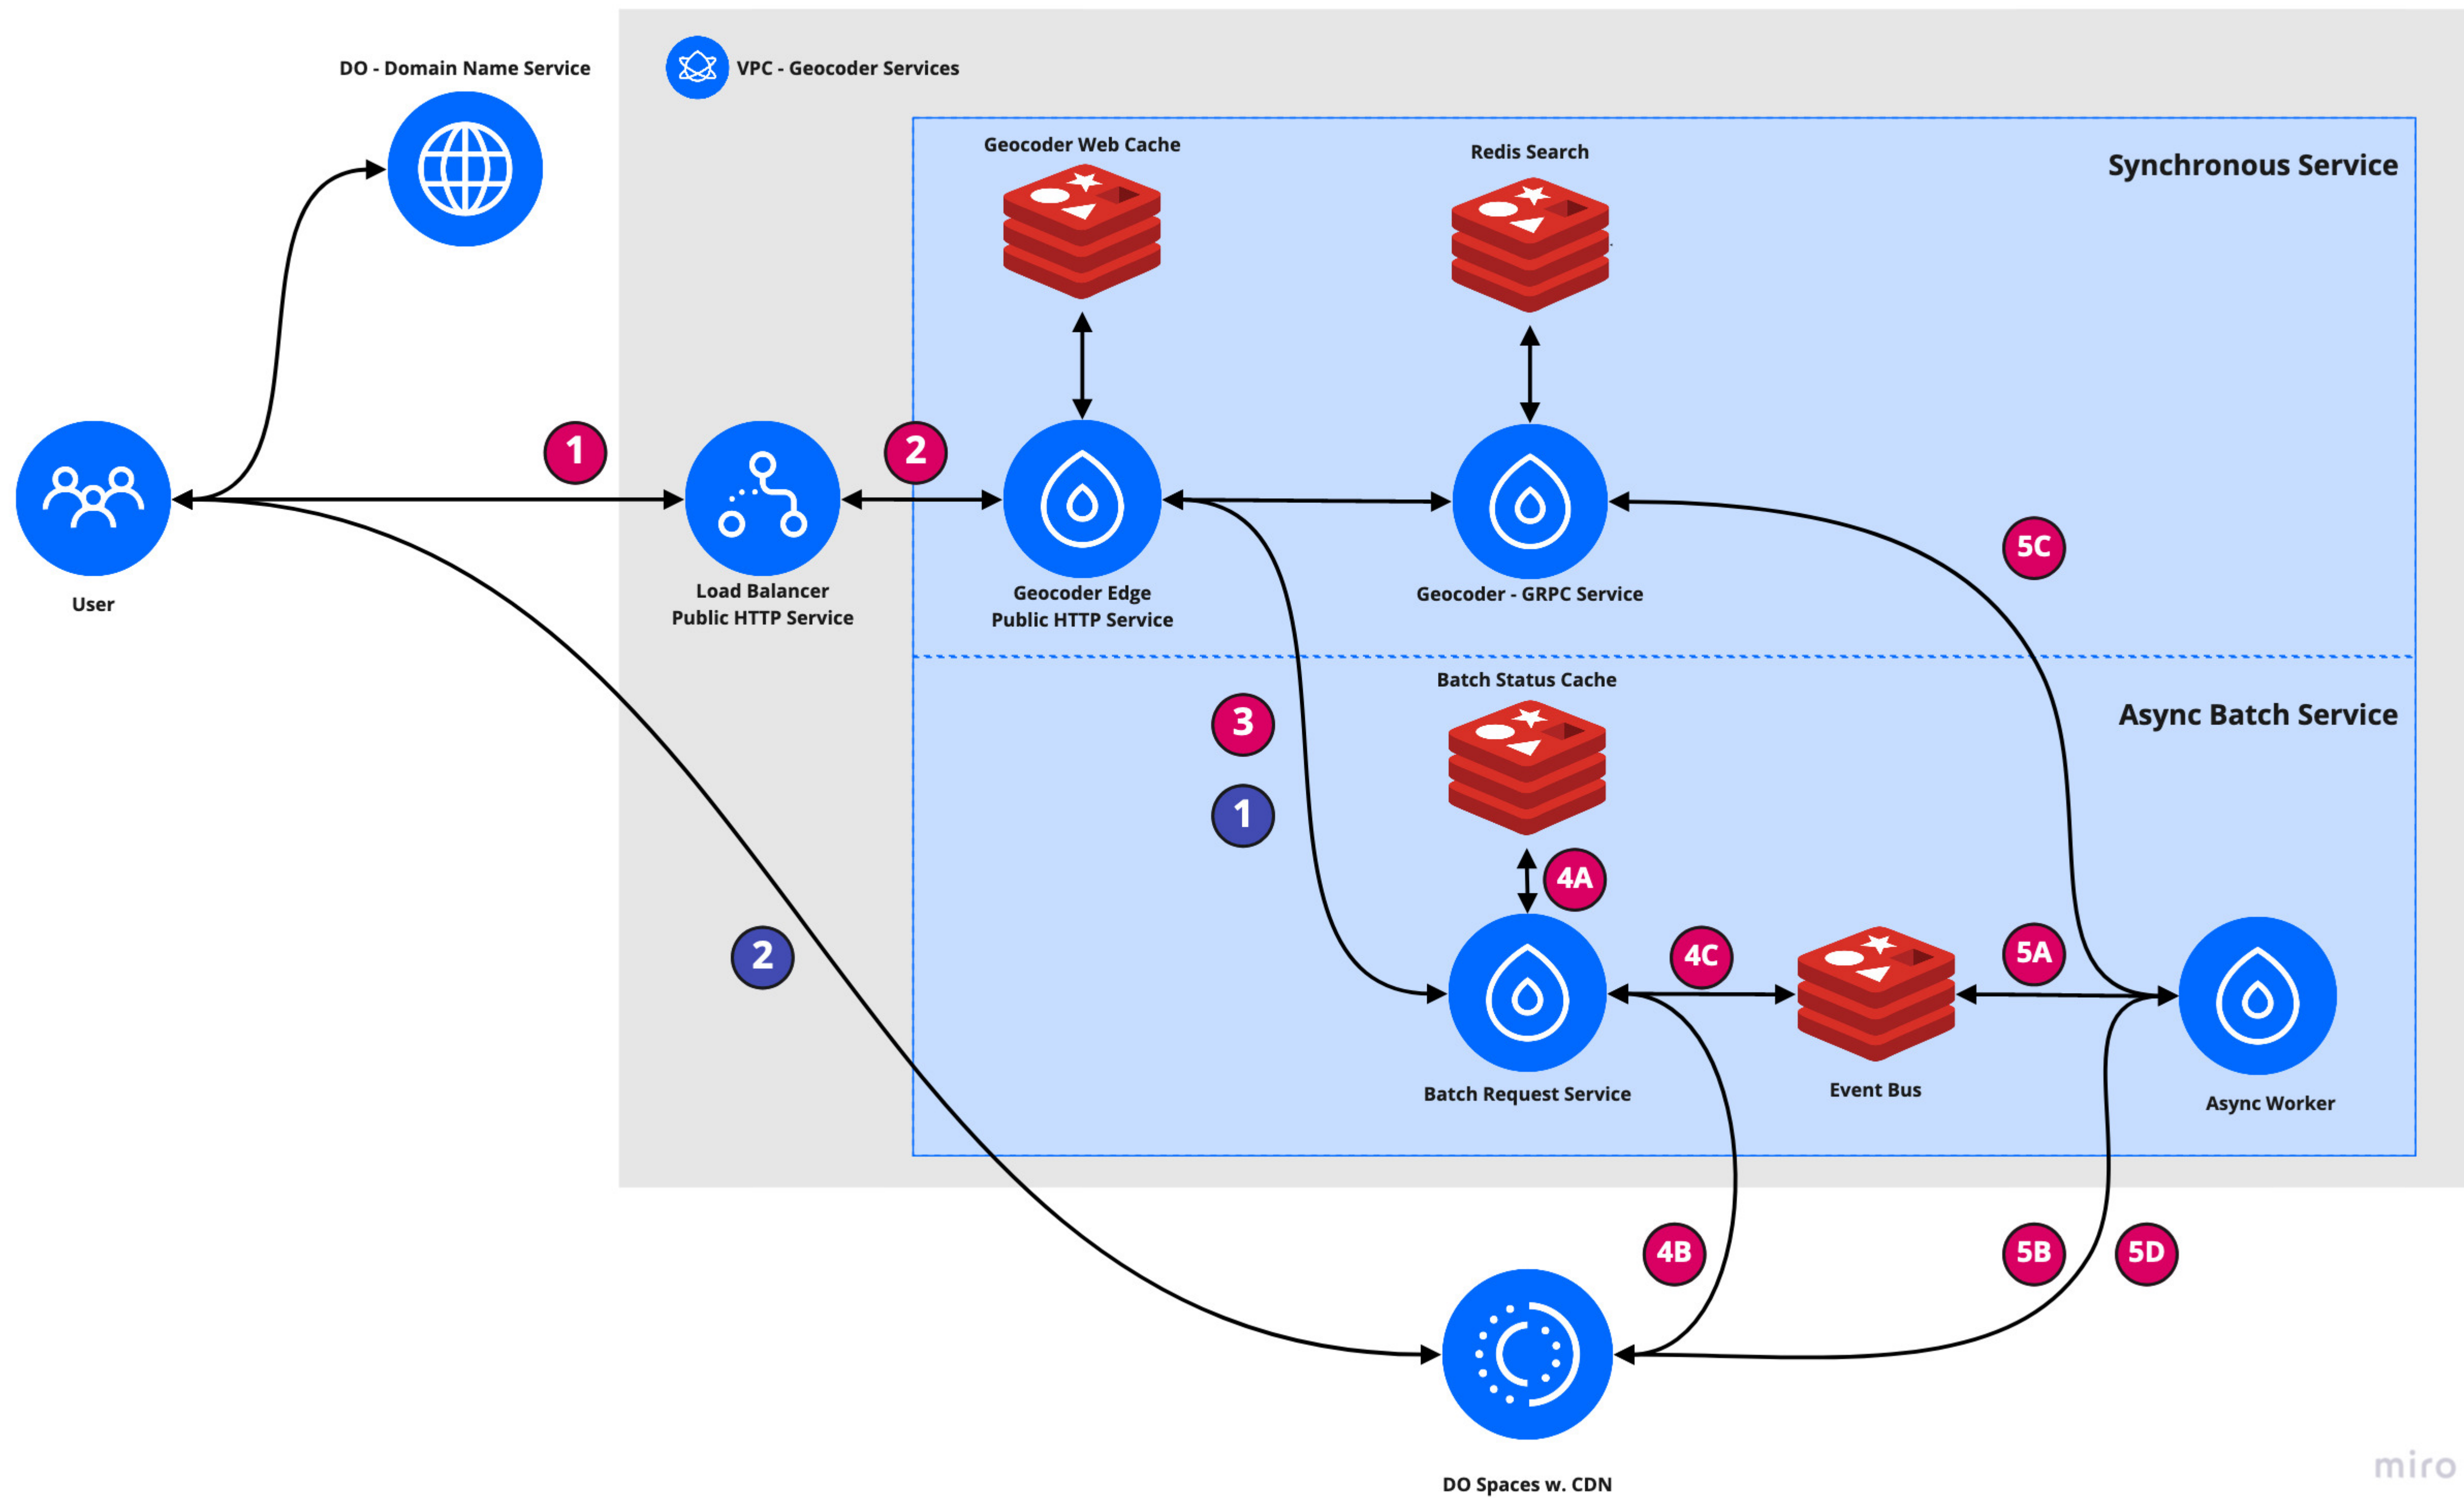 DO - Domain Name Service
VPC - Geocoder Services
Geocoder Web Cache
Redis Search
Synchronous Service
1
2
5C
User
Load Balancer
Public HTTP Service
Geocoder Edge
Public HTTP Service
Geocoder - GRPC Service
Batch Status Cache
Async Batch Service
3
1
4A
2
4C
5A
Batch Request Service
Event Bus
Async Worker
4B
5B
5D
DO Spaces w. CDN
miro